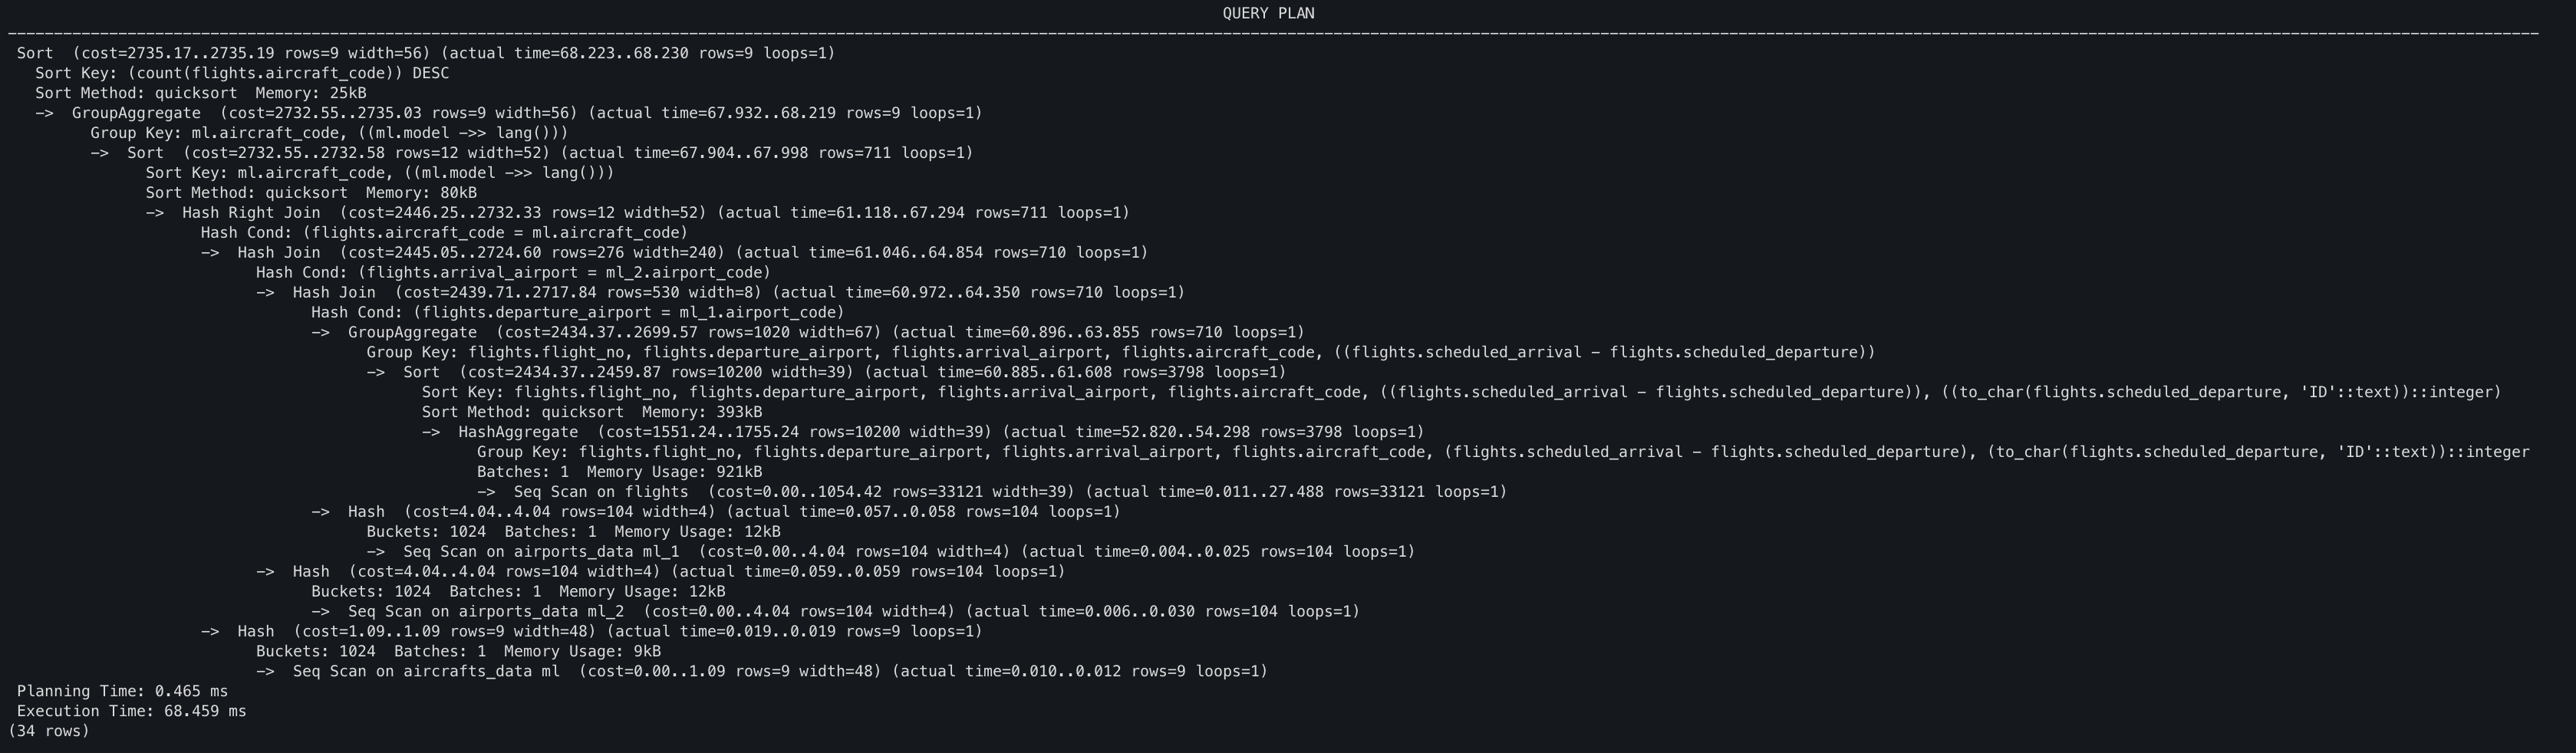 QUERY PLAN
------------------------------------------------------------------------------------------------------------------------------------------------------------------------------------------------------------------------------------------------------------------------------------
Sort  (cost=2735.17..2735.19 rows=9 width=56) (actual time=68.223..68.230 rows=9 loops=1)
  Sort Key: (count(flights.aircraft_code)) DESC
  Sort Method: quicksort  Memory: 25kB
  ->  GroupAggregate  (cost=2732.55..2735.03 rows=9 width=56) (actual time=67.932..68.219 rows=9 loops=1)
        Group Key: ml.aircraft_code, ((ml.model ->> lang()))
        ->  Sort  (cost=2732.55..2732.58 rows=12 width=52) (actual time=67.904..67.998 rows=711 loops=1)
              Sort Key: ml.aircraft_code, ((ml.model ->> lang()))
              Sort Method: quicksort  Memory: 80kB
              ->  Hash Right Join  (cost=2446.25..2732.33 rows=12 width=52) (actual time=61.118..67.294 rows=711 loops=1)
                    Hash Cond: (flights.aircraft_code = ml.aircraft_code)
                    ->  Hash Join  (cost=2445.05..2724.60 rows=276 width=240) (actual time=61.046..64.854 rows=710 loops=1)
                          Hash Cond: (flights.arrival_airport = ml_2.airport_code)
                          ->  Hash Join  (cost=2439.71..2717.84 rows=530 width=8) (actual time=60.972..64.350 rows=710 loops=1)
                                Hash Cond: (flights.departure_airport = ml_1.airport_code)
                                ->  GroupAggregate  (cost=2434.37..2699.57 rows=1020 width=67) (actual time=60.896..63.855 rows=710 loops=1)
                                      Group Key: flights.flight_no, flights.departure_airport, flights.arrival_airport, flights.aircraft_code, ((flights.scheduled_arrival - flights.scheduled_departure))
                                      ->  Sort  (cost=2434.37..2459.87 rows=10200 width=39) (actual time=60.885..61.608 rows=3798 loops=1)
                                            Sort Key: flights.flight_no, flights.departure_airport, flights.arrival_airport, flights.aircraft_code, ((flights.scheduled_arrival - flights.scheduled_departure)), ((to_char(flights.scheduled_departure, 'ID'::text))::integer)
                                            Sort Method: quicksort  Memory: 393kB
                                            ->  HashAggregate  (cost=1551.24..1755.24 rows=10200 width=39) (actual time=52.820..54.298 rows=3798 loops=1)
                                                  Group Key: flights.flight_no, flights.departure_airport, flights.arrival_airport, flights.aircraft_code, (flights.scheduled_arrival - flights.scheduled_departure), (to_char(flights.scheduled_departure, 'ID'::text))::integer
                                                  Batches: 1  Memory Usage: 921kB
                                                  ->  Seq Scan on flights  (cost=0.00..1054.42 rows=33121 width=39) (actual time=0.011..27.488 rows=33121 loops=1)
                                ->  Hash  (cost=4.04..4.04 rows=104 width=4) (actual time=0.057..0.058 rows=104 loops=1)
                                      Buckets: 1024  Batches: 1  Memory Usage: 12kB
                                      ->  Seq Scan on airports_data ml_1  (cost=0.00..4.04 rows=104 width=4) (actual time=0.004..0.025 rows=104 loops=1)
                          ->  Hash  (cost=4.04..4.04 rows=104 width=4) (actual time=0.059..0.059 rows=104 loops=1)
                                Buckets: 1024  Batches: 1  Memory Usage: 12kB
                                ->  Seq Scan on airports_data ml_2  (cost=0.00..4.04 rows=104 width=4) (actual time=0.006..0.030 rows=104 loops=1)
                    ->  Hash  (cost=1.09..1.09 rows=9 width=48) (actual time=0.019..0.019 rows=9 loops=1)
                          Buckets: 1024  Batches: 1  Memory Usage: 9kB
                          ->  Seq Scan on aircrafts_data ml  (cost=0.00..1.09 rows=9 width=48) (actual time=0.010..0.012 rows=9 loops=1)
Planning Time: 0.465 ms
Execution Time: 68.459 ms
(34 rows)